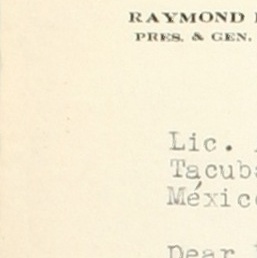 RAYMOND
PRES. & GEN.
Lic.
Tacuba
México
Dear